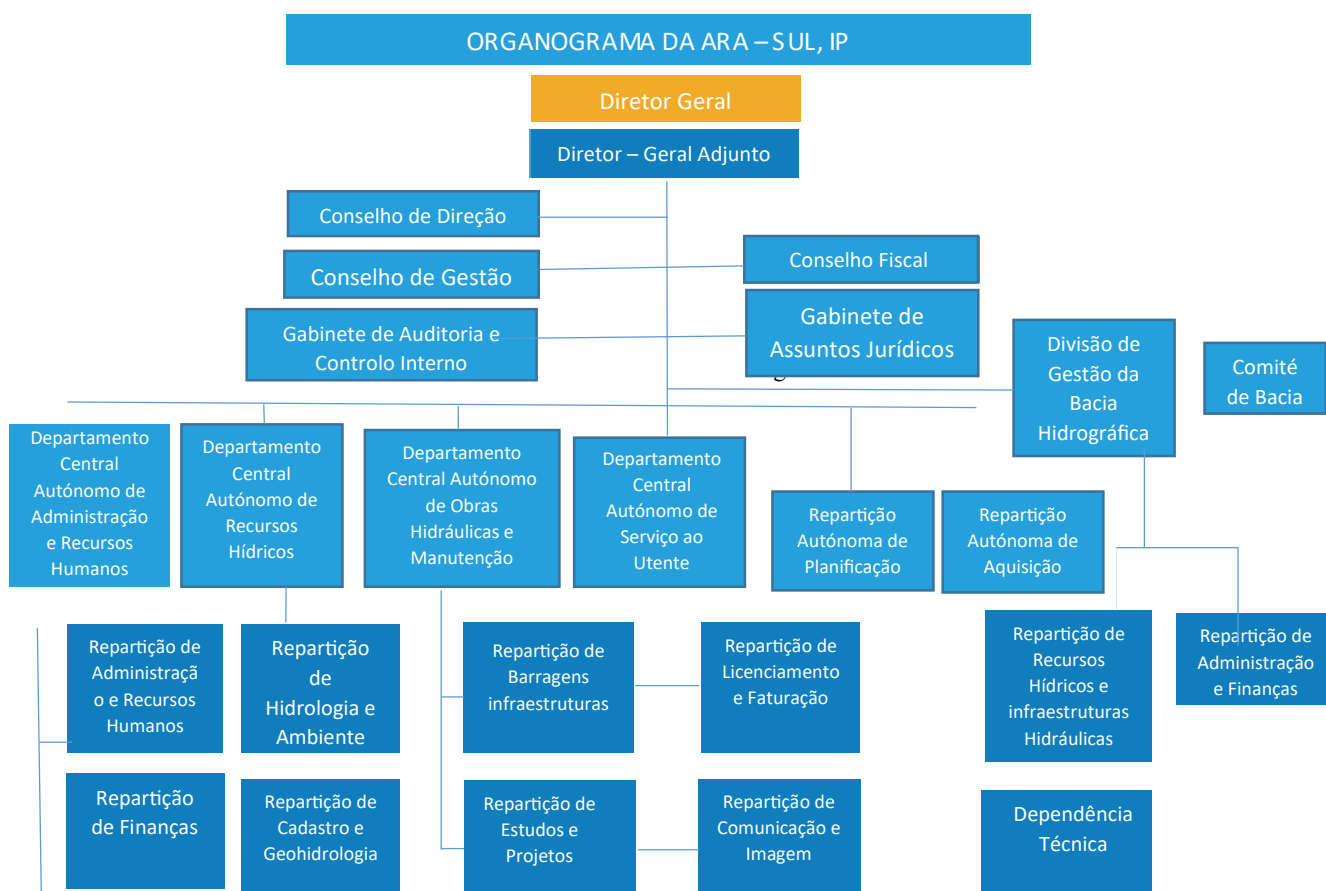 ORGANOGRAMA DA ARA – SUL, IP
Diretor Geral
Diretor – Geral Adjunto
Conselho de Direção
Conselho de Gestão
Conselho Fiscal
Gabinete de Auditoria e
Controlo Interno
Gabinete de
Assuntos Jurídicos
Divisão de
Gestão da
Bacia
Hidrográfica
Comité
de Bacia
Departamento
Central
Autónomo de
Administração
e Recursos
Humanos
Departamento
Central
Autónomo de
Recursos
Hídricos
Departamento
Central Autónomo
de Obras
Hidráulicas e
Manutenção
Departamento
Central
Autónomo de
Serviço ao
Utente
Repartição
Autónoma de
Planificação
Repartição
Autónoma de
Aquisição
Repartição de
Administraçã
o e Recursos
Humanos
Repartição
de
Hidrologia e
Ambiente
Repartição de
Barragens
infraestruturas
Repartição de
Licenciamento
e Faturação
Repartição de
Recursos
Hídricos e
infraestruturas
Hidráulicas
Repartição de
Administração
e Finanças
Repartição
de Finanças
Repartição de
Cadastro e
Geohidrologia
Repartição de
Estudos e
Projetos
Repartição de
Comunicação e
Imagem
Dependência
Técnica